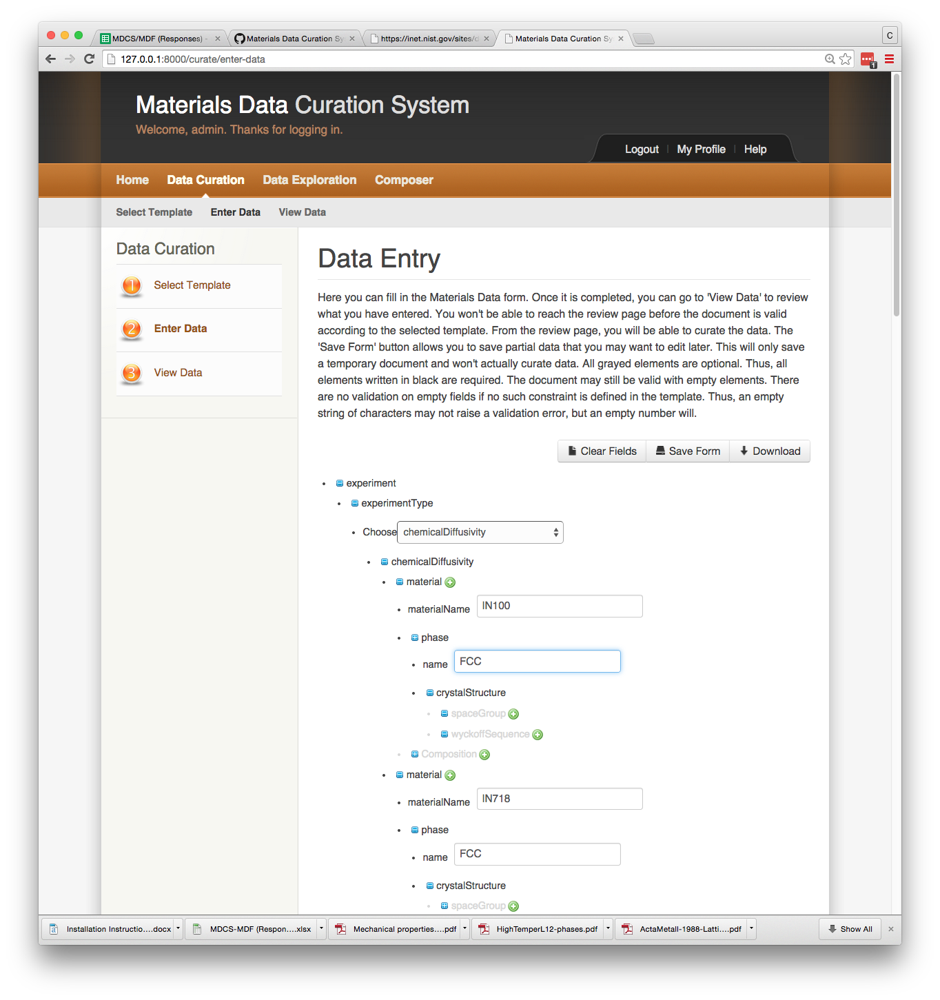 MDCS/MDF (Responses) -
Materials Data Curation Sy
https://inet.nist.gov/sites/d
Materials Data Curation Sy
C
127.0.0.1:8000/curate/enter-data
1
Materials Data Curation System
Welcome, admin. Thanks for logging in.
Logout | My Profile | Help
Home Data Curation Data Exploration Composer
Select Template Enter Data View Data
Data Curation
1 Select Template
2 Enter Data
3 View Data
Data Entry
Here you can fill in the Materials Data form. Once it is completed, you can go to 'View Data' to review
what you have entered. You won't be able to reach the review page before the document is valid
according to the selected template. From the review page, you will be able to curate the data. The
'Save Form' button allows you to save partial data that you may want to edit later. This will only save
a temporary document and won't actually curate data. All grayed elements are optional. Thus, all
elements written in black are required. The document may still be valid with empty elements. There
are no validation on empty fields if no such constraint is defined in the template. Thus, an empty
string of characters may not raise a validation error, but an empty number will.
Clear Fields Save Form Download
experiment
experimentType
Choose chemicalDiffusivity
chemicalDiffusivity
material
materialName IN100
phase
name FCC
crystalStructure
spaceGroup
wyckoffSequence
Composition
material
materialName IN718
phase
name FCC
crystalStructure
spaceGroup
Installation Instructio....docx
MDCS-MDF (Respon....xlsx
Mechanical properties....pdf
HighTemperL12-phases.pdf
ActaMetall-1988-Latti....pdf
Show All